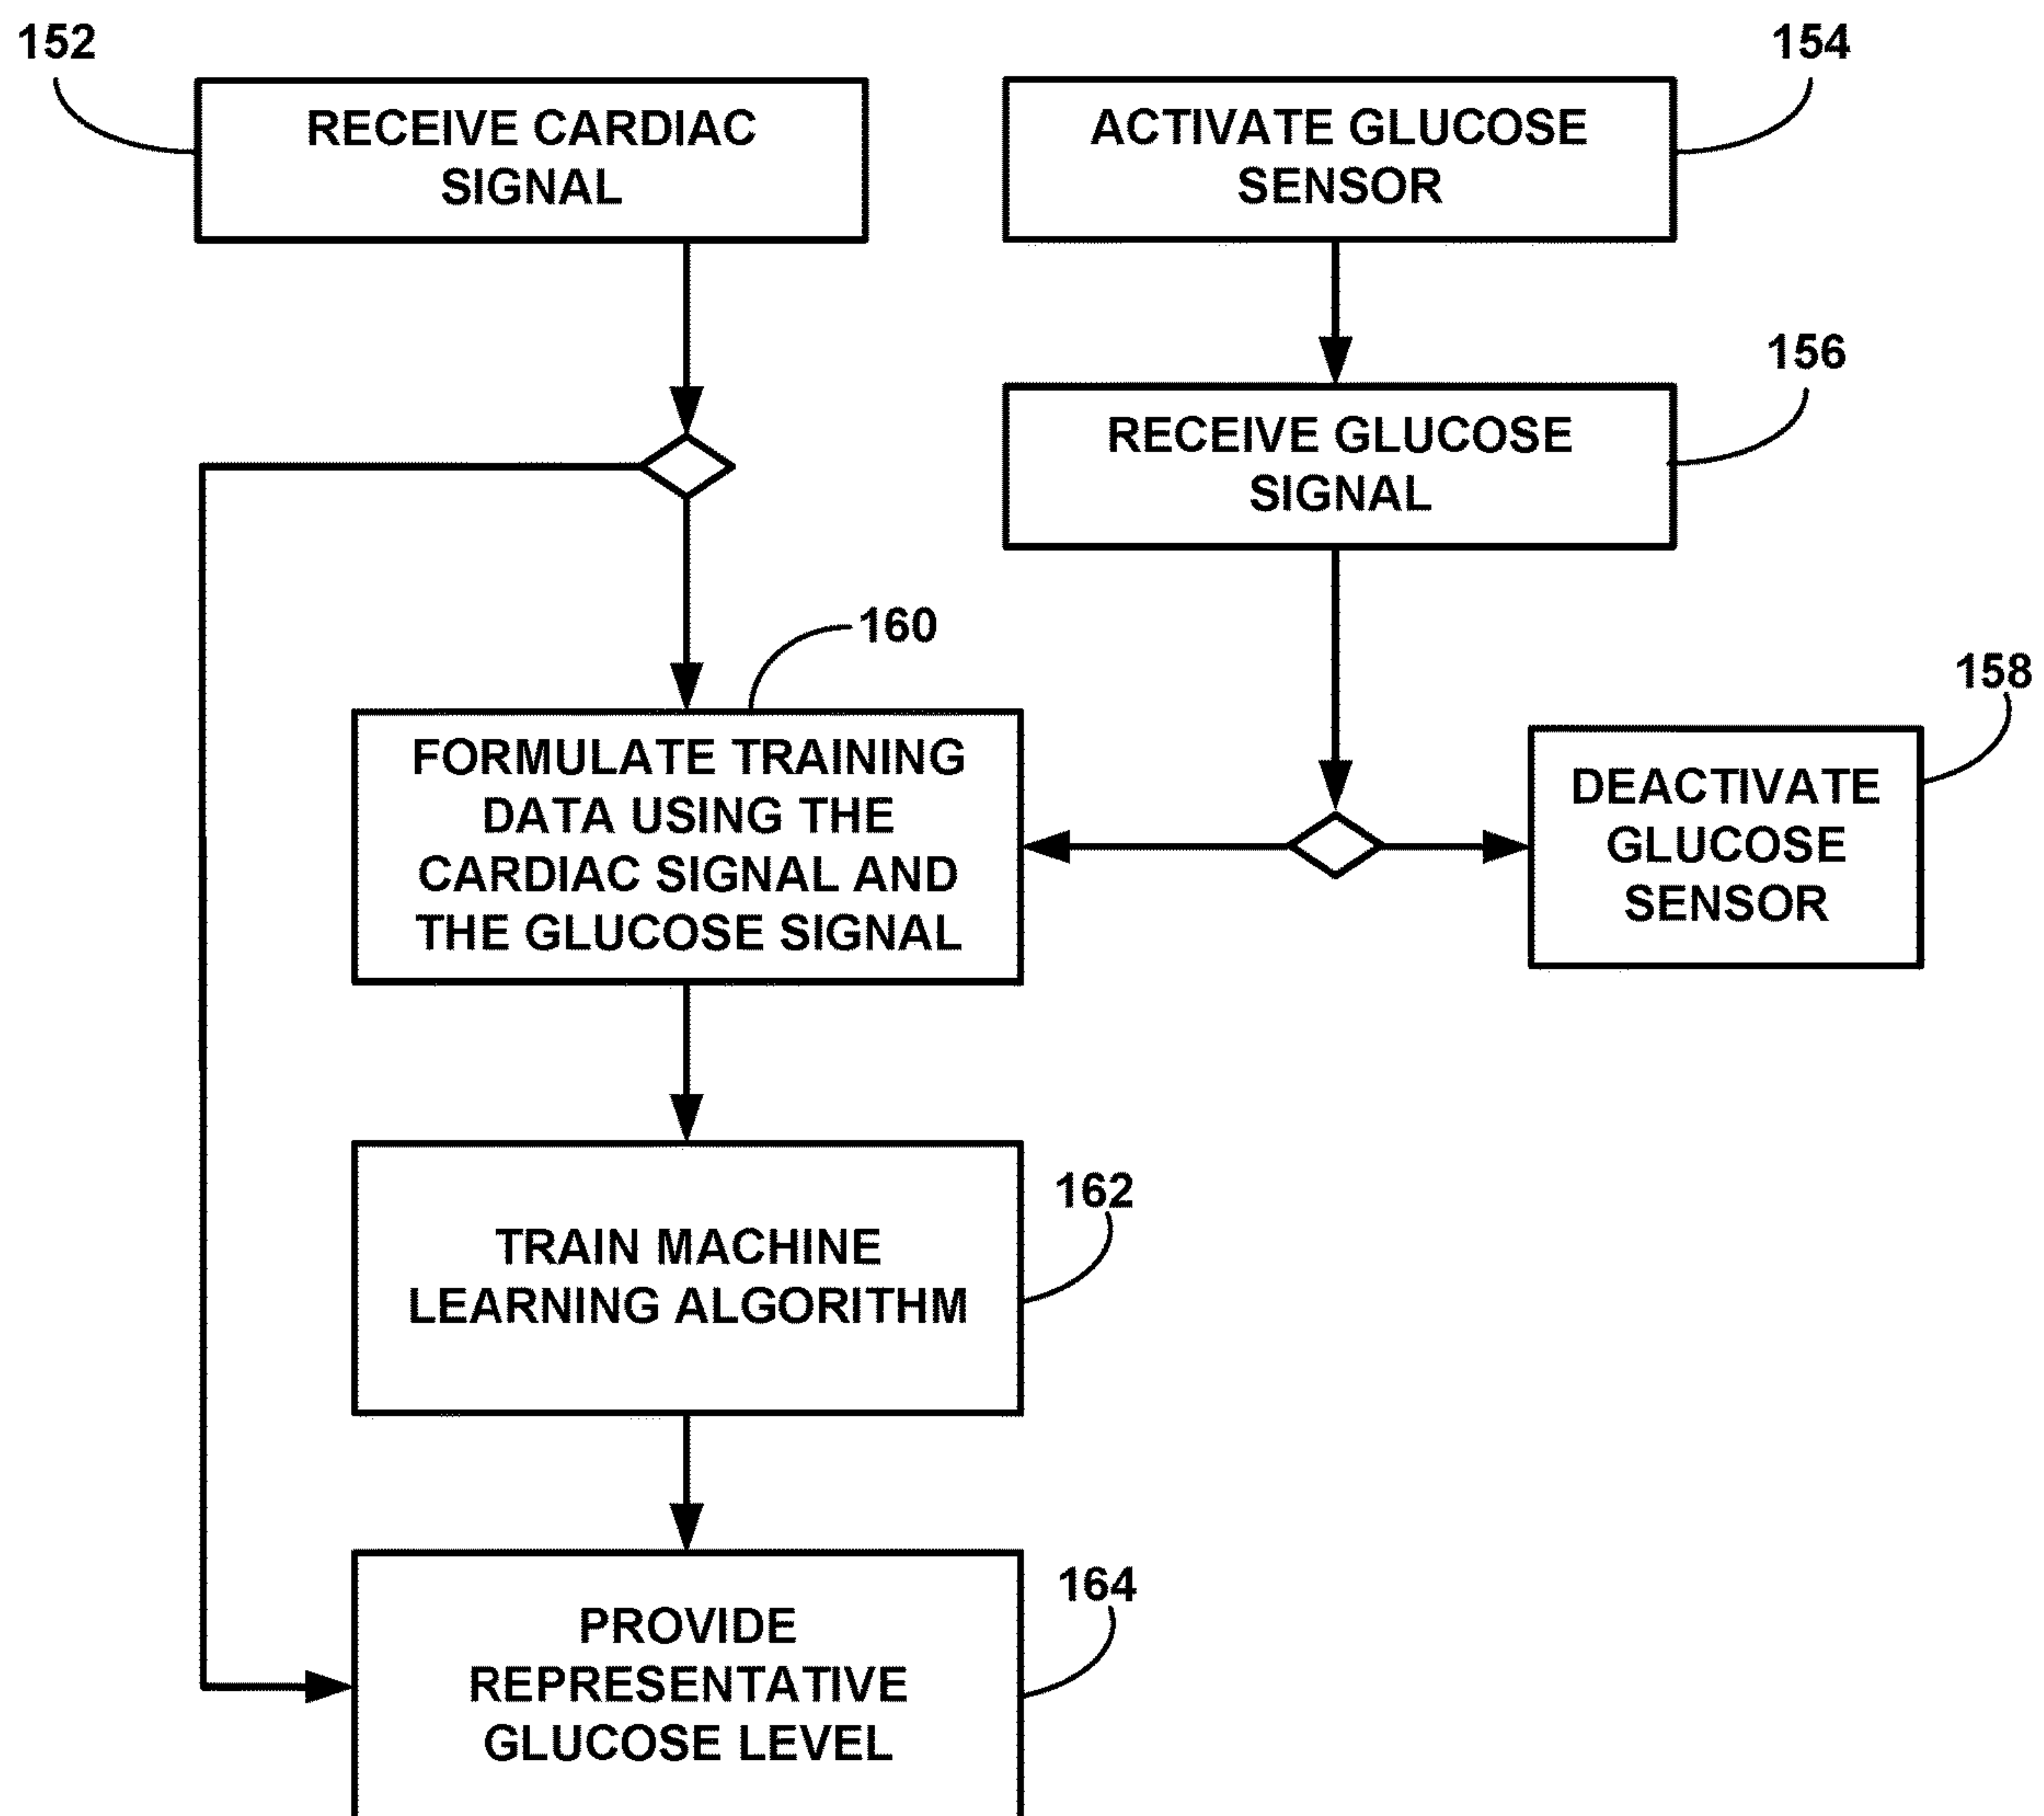 152
RECEIVE CARDIAC
SIGNAL
154
ACTIVATE GLUCOSE
SENSOR
156
RECEIVE GLUCOSE
SIGNAL
160
FORMULATE TRAINING
DATA USING THE
CARDIAC SIGNAL AND
THE GLUCOSE SIGNAL
158
DEACTIVATE
GLUCOSE
SENSOR
162
TRAIN MACHINE
LEARNING ALGORITHM
164
PROVIDE
REPRESENTATIVE
GLUCOSE LEVEL